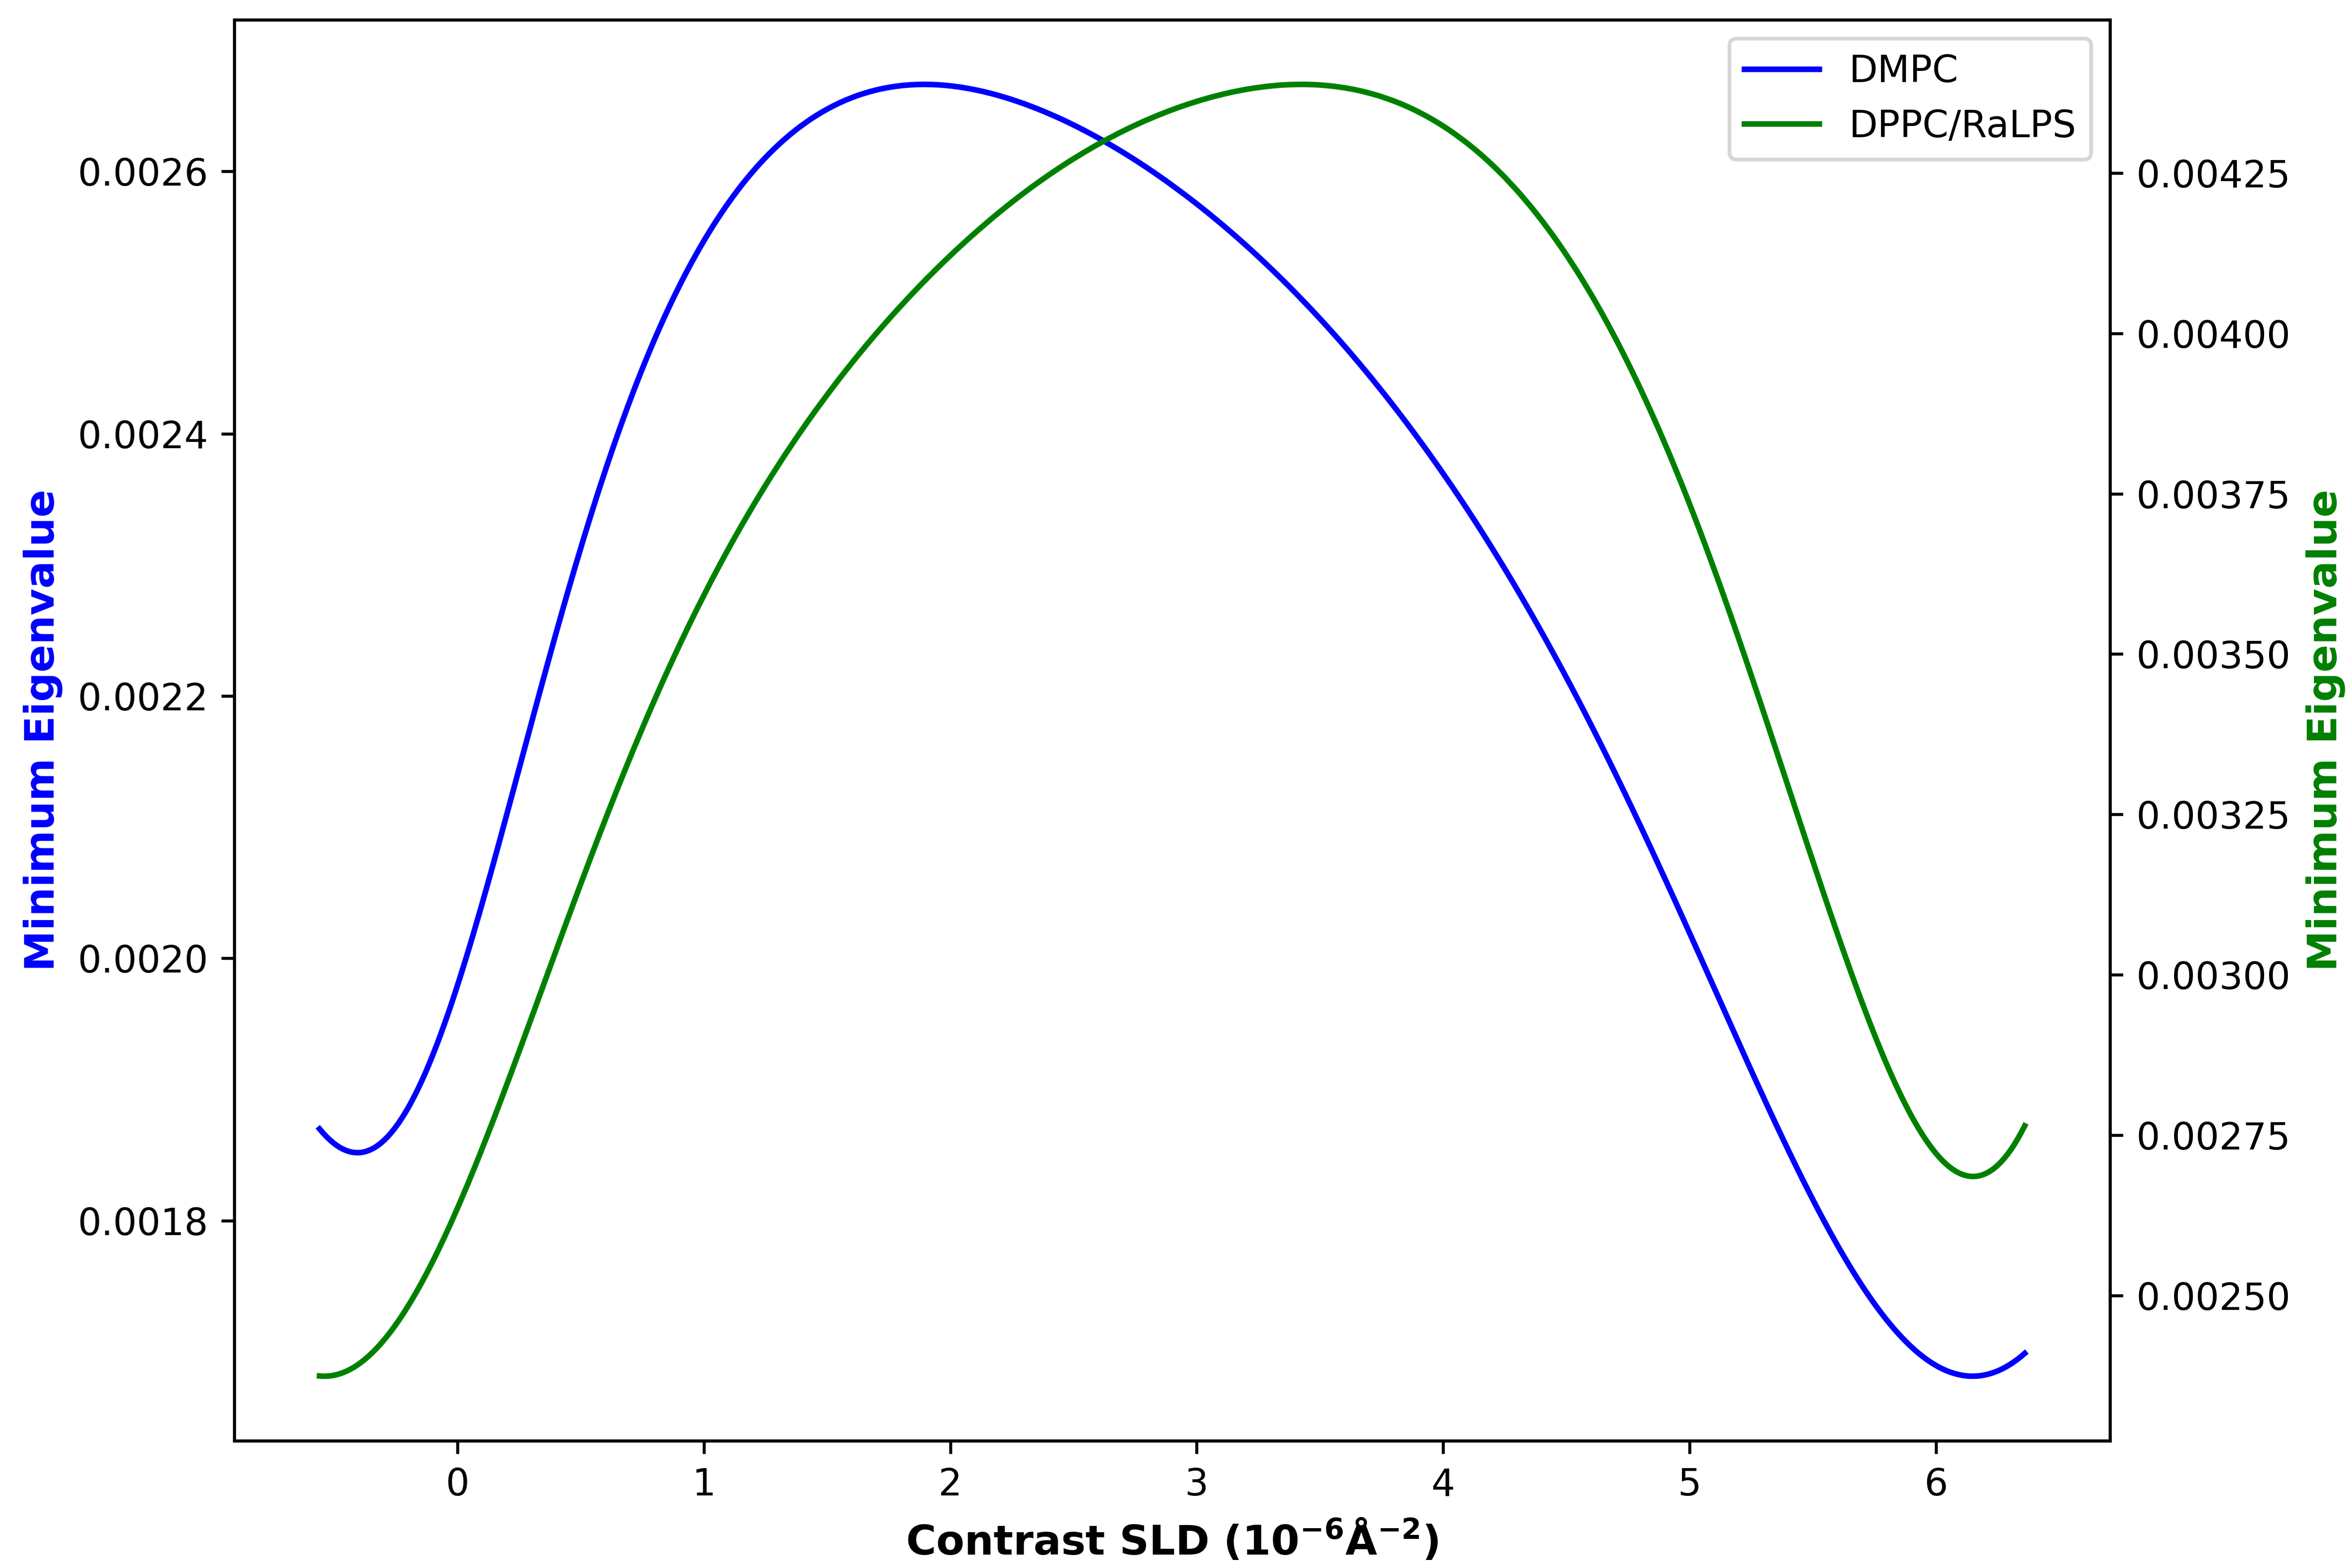 DMPC
DPPC/RaLPS
Minimum Eigenvalue
0.0026
0.0024
0.0022
0.0020
0.0018
0.00425
0.00400
0.00375
0.00350
0.00325
0.00300
0.00275
0.00250
Minimum Eigenvalue
0 1 2 3 4 5 6
Contrast SLD (10⁻⁶Å⁻²)